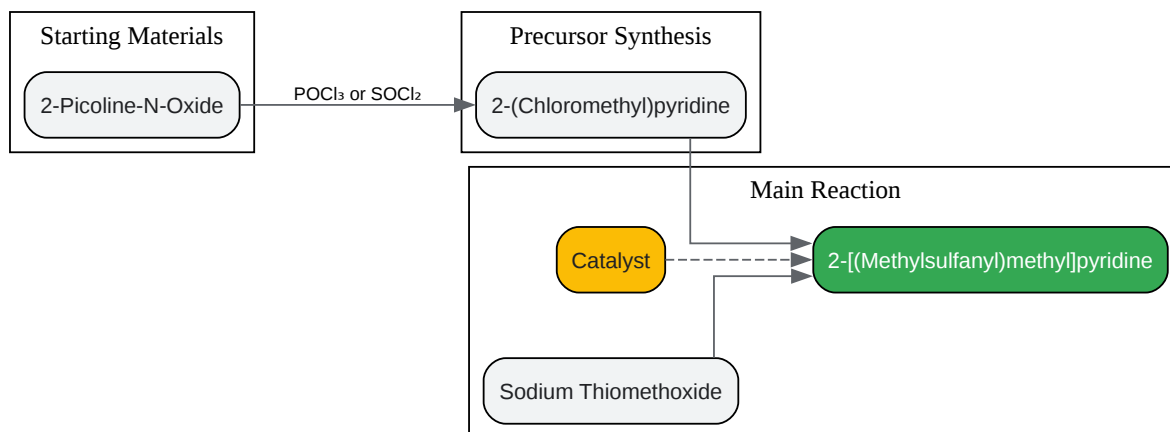 Starting Materials
Precursor Synthesis
2-Picoline-N-Oxide
POCl₃ or SOCl₂
2-(Chloromethyl)pyridine
Main Reaction
Catalyst
2-[(Methylsulfanyl)methyl]pyridine
Sodium Thiomethoxide